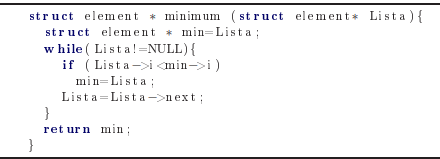 struct element * minimum (struct element* Lista){
struct element * min=Lista;
while(Lista!=NULL){
if (Lista->i<min->i)
min=Lista;
Lista=Lista->next;
}
return min;
}